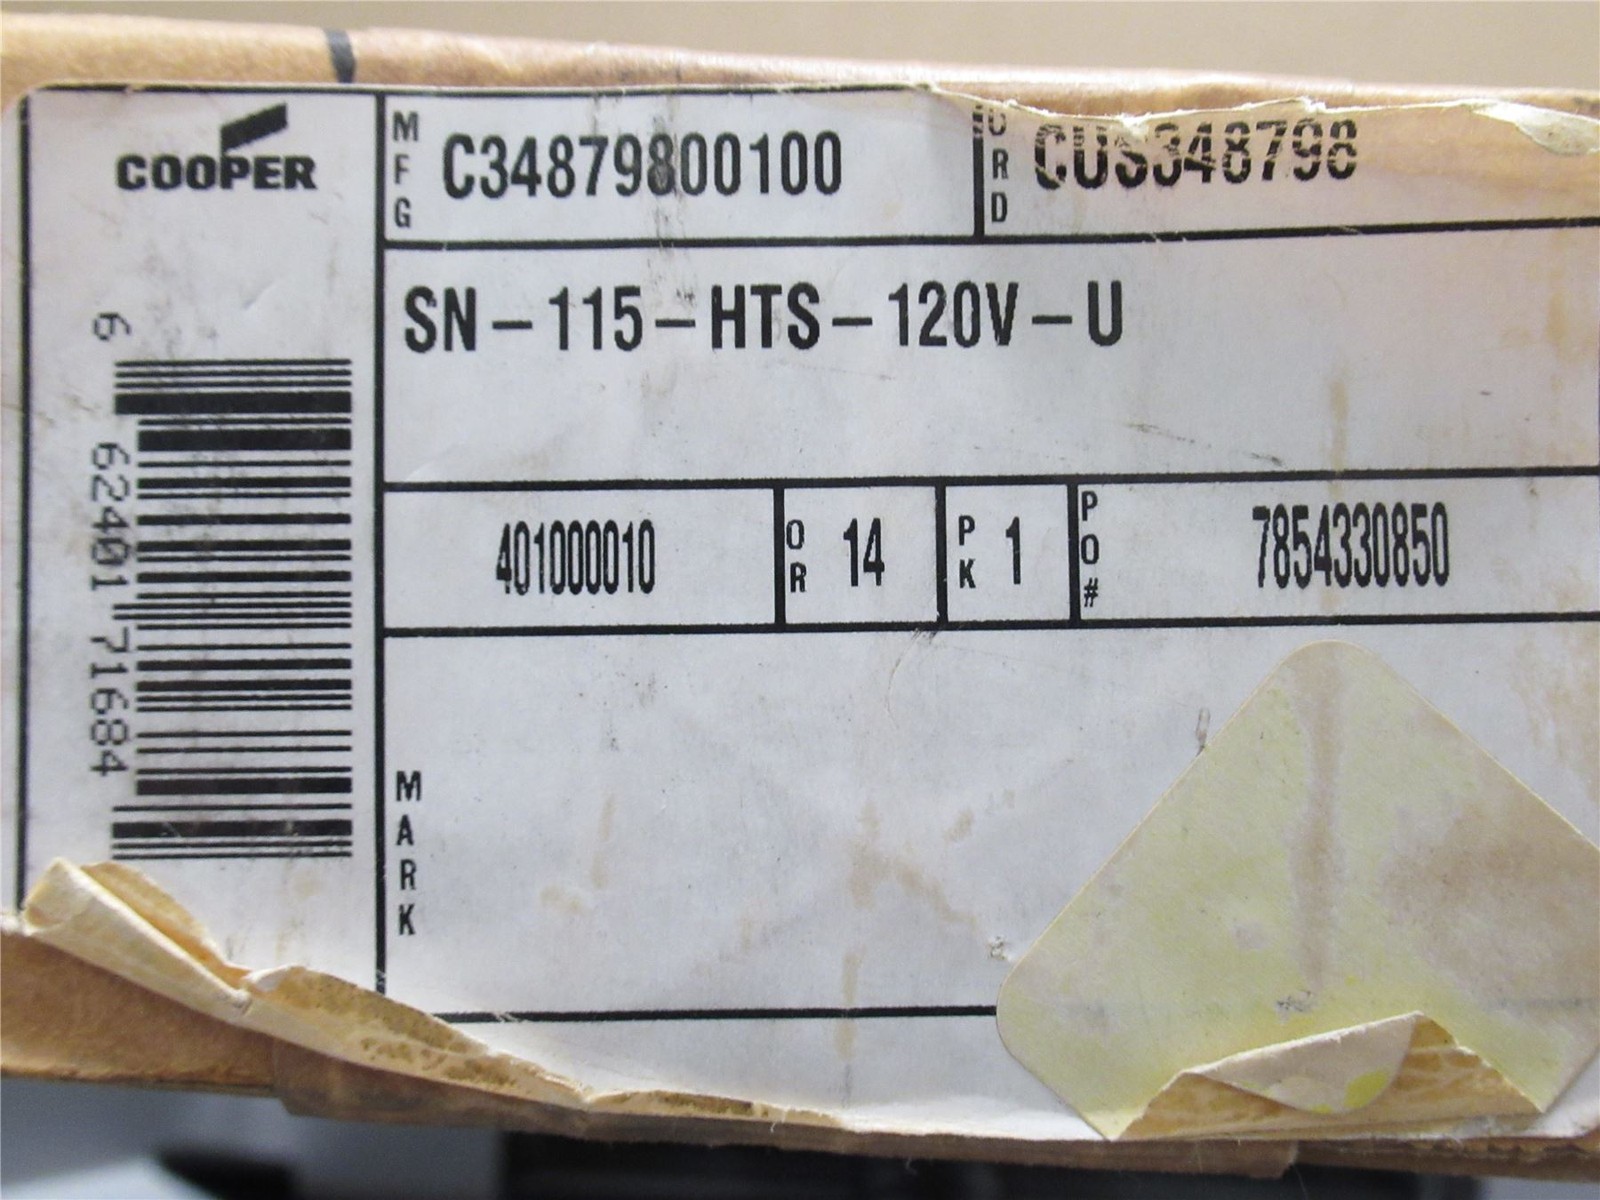 COOPER
MFG C34879800100
ORD CUS348798
SN-115-HTS-120V-U
401000010
OR 14
PK 1
PO# 7854330850
MARK
6 62401 71684